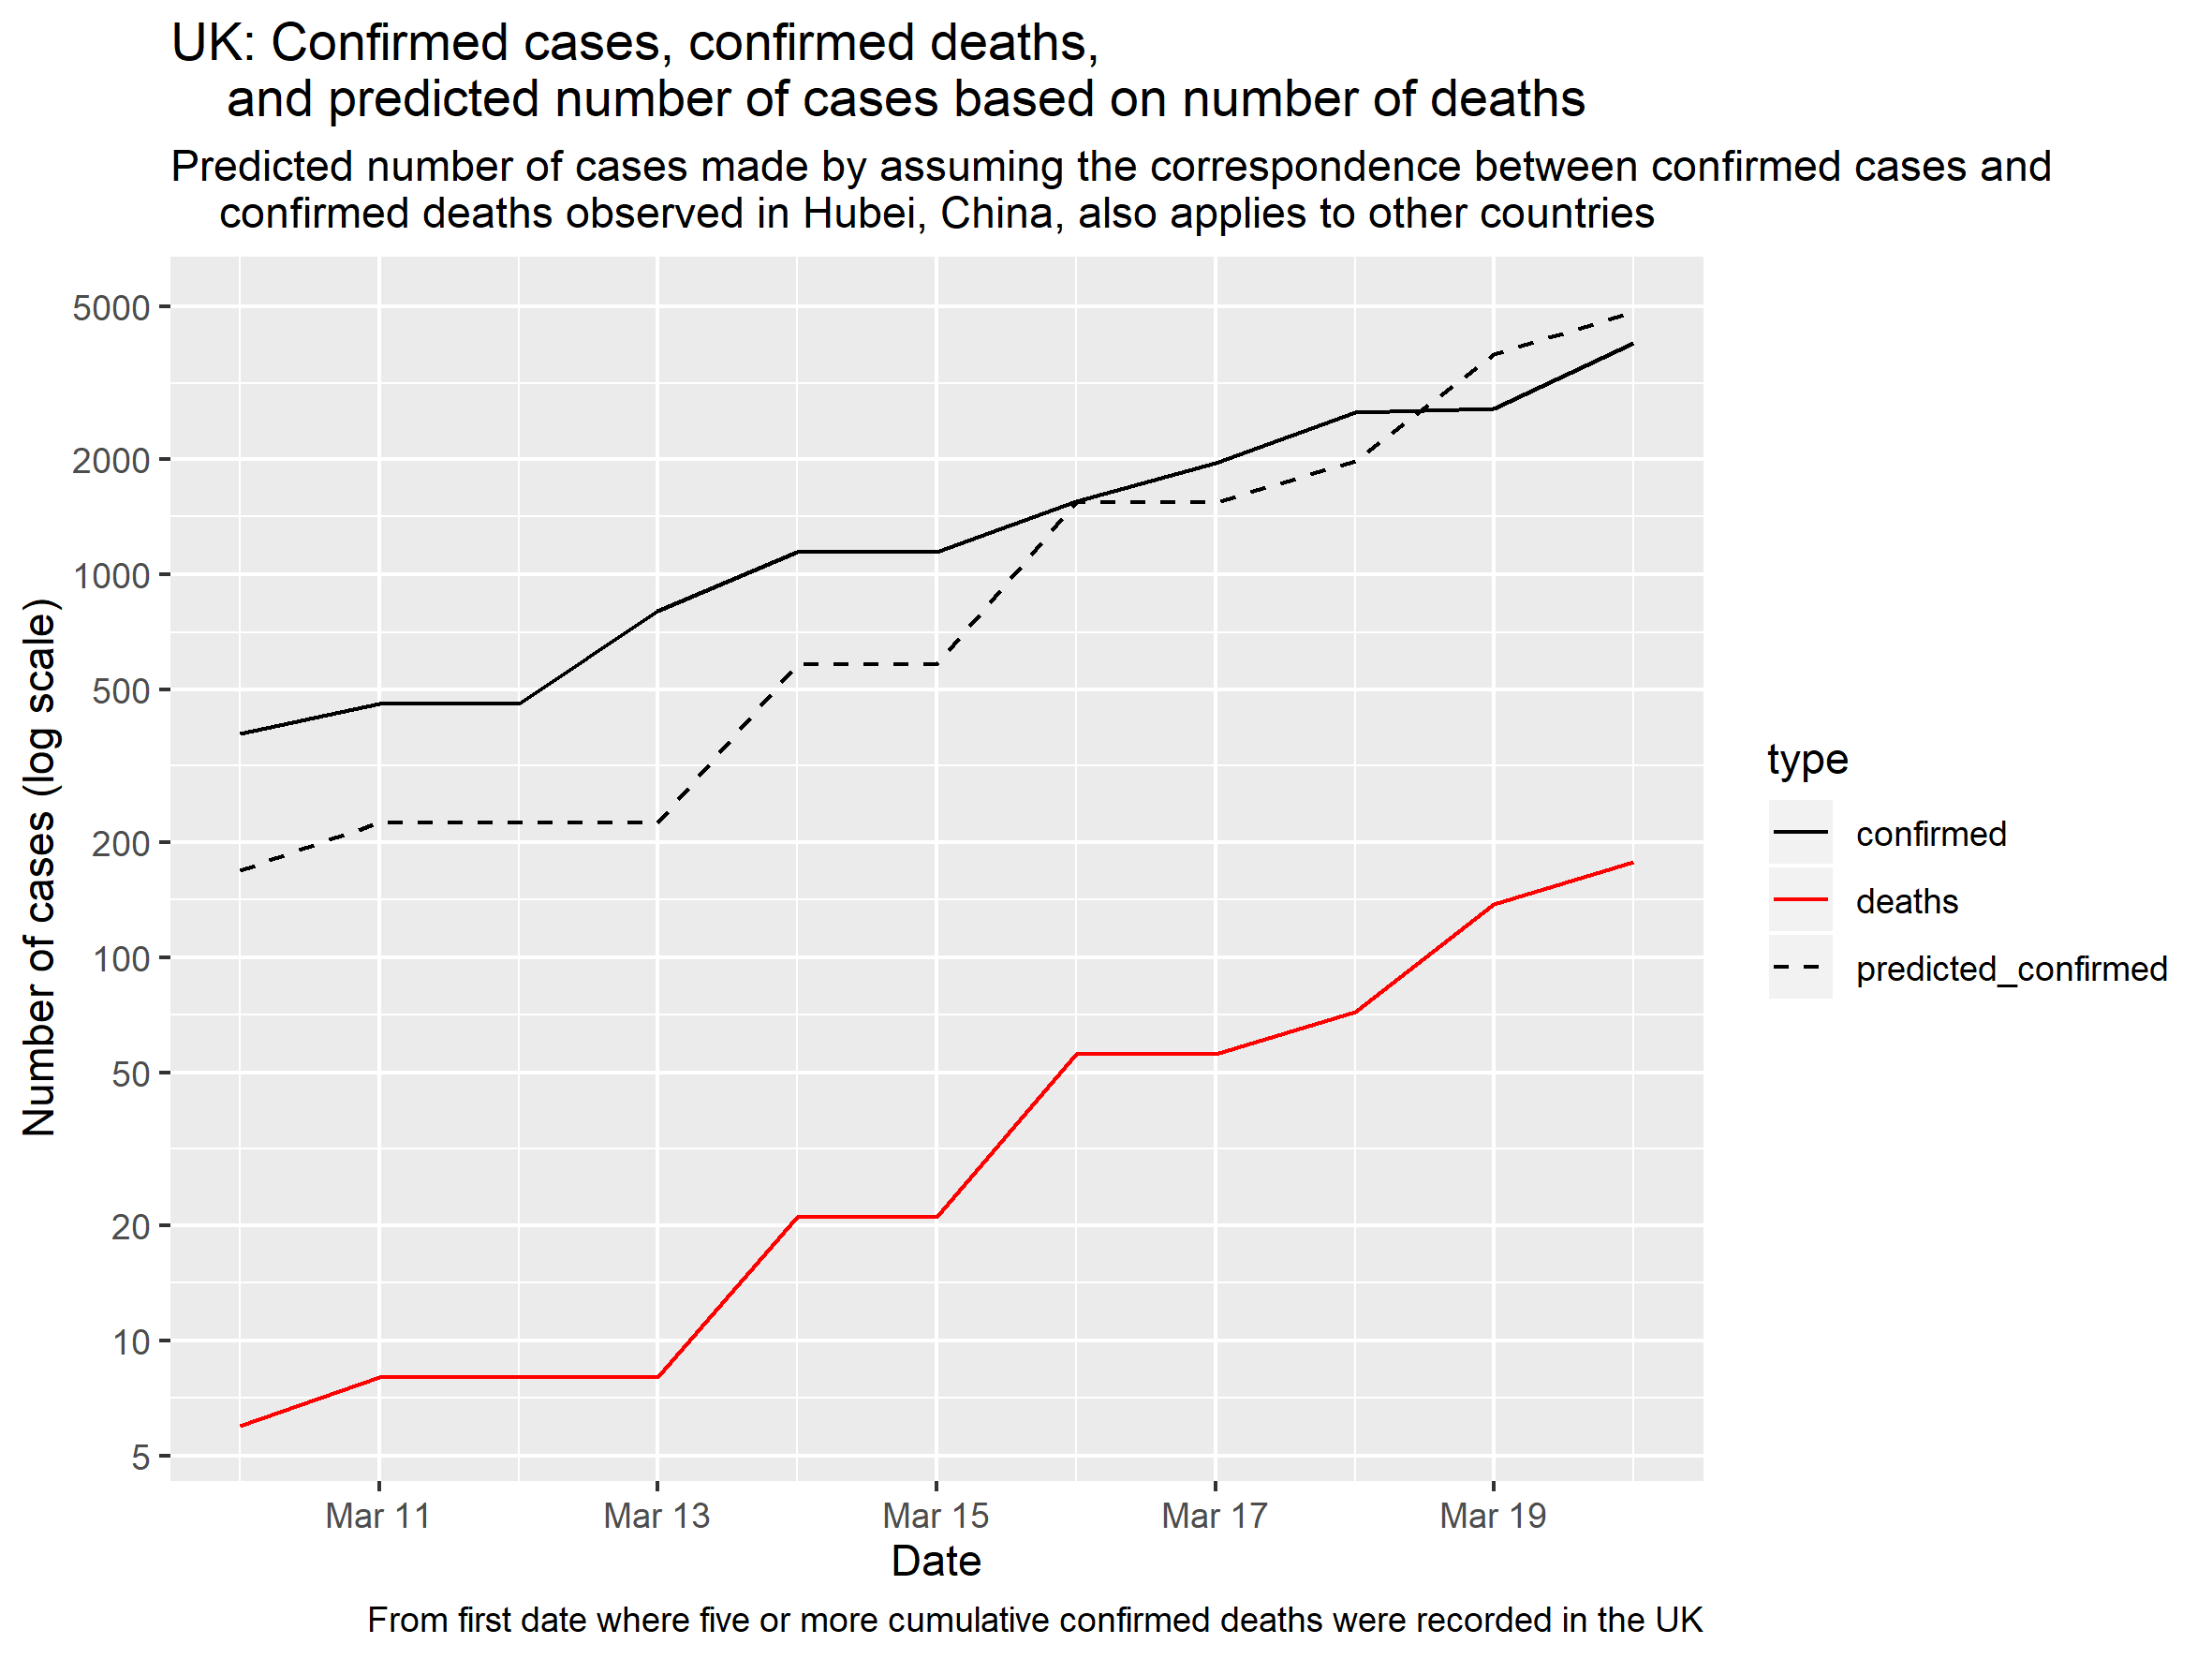 UK: Confirmed cases, confirmed deaths,
and predicted number of cases based on number of deaths
Predicted number of cases made by assuming the correspondence between confirmed cases and
confirmed deaths observed in Hubei, China, also applies to other countries
5000
2000
1000
500
200
100
50
20
10
5
Number of cases (log scale)
Mar 11
Mar 13
Mar 15
Mar 17
Mar 19
Date
From first date where five or more cumulative confirmed deaths were recorded in the UK
type
confirmed
deaths
predicted_confirmed